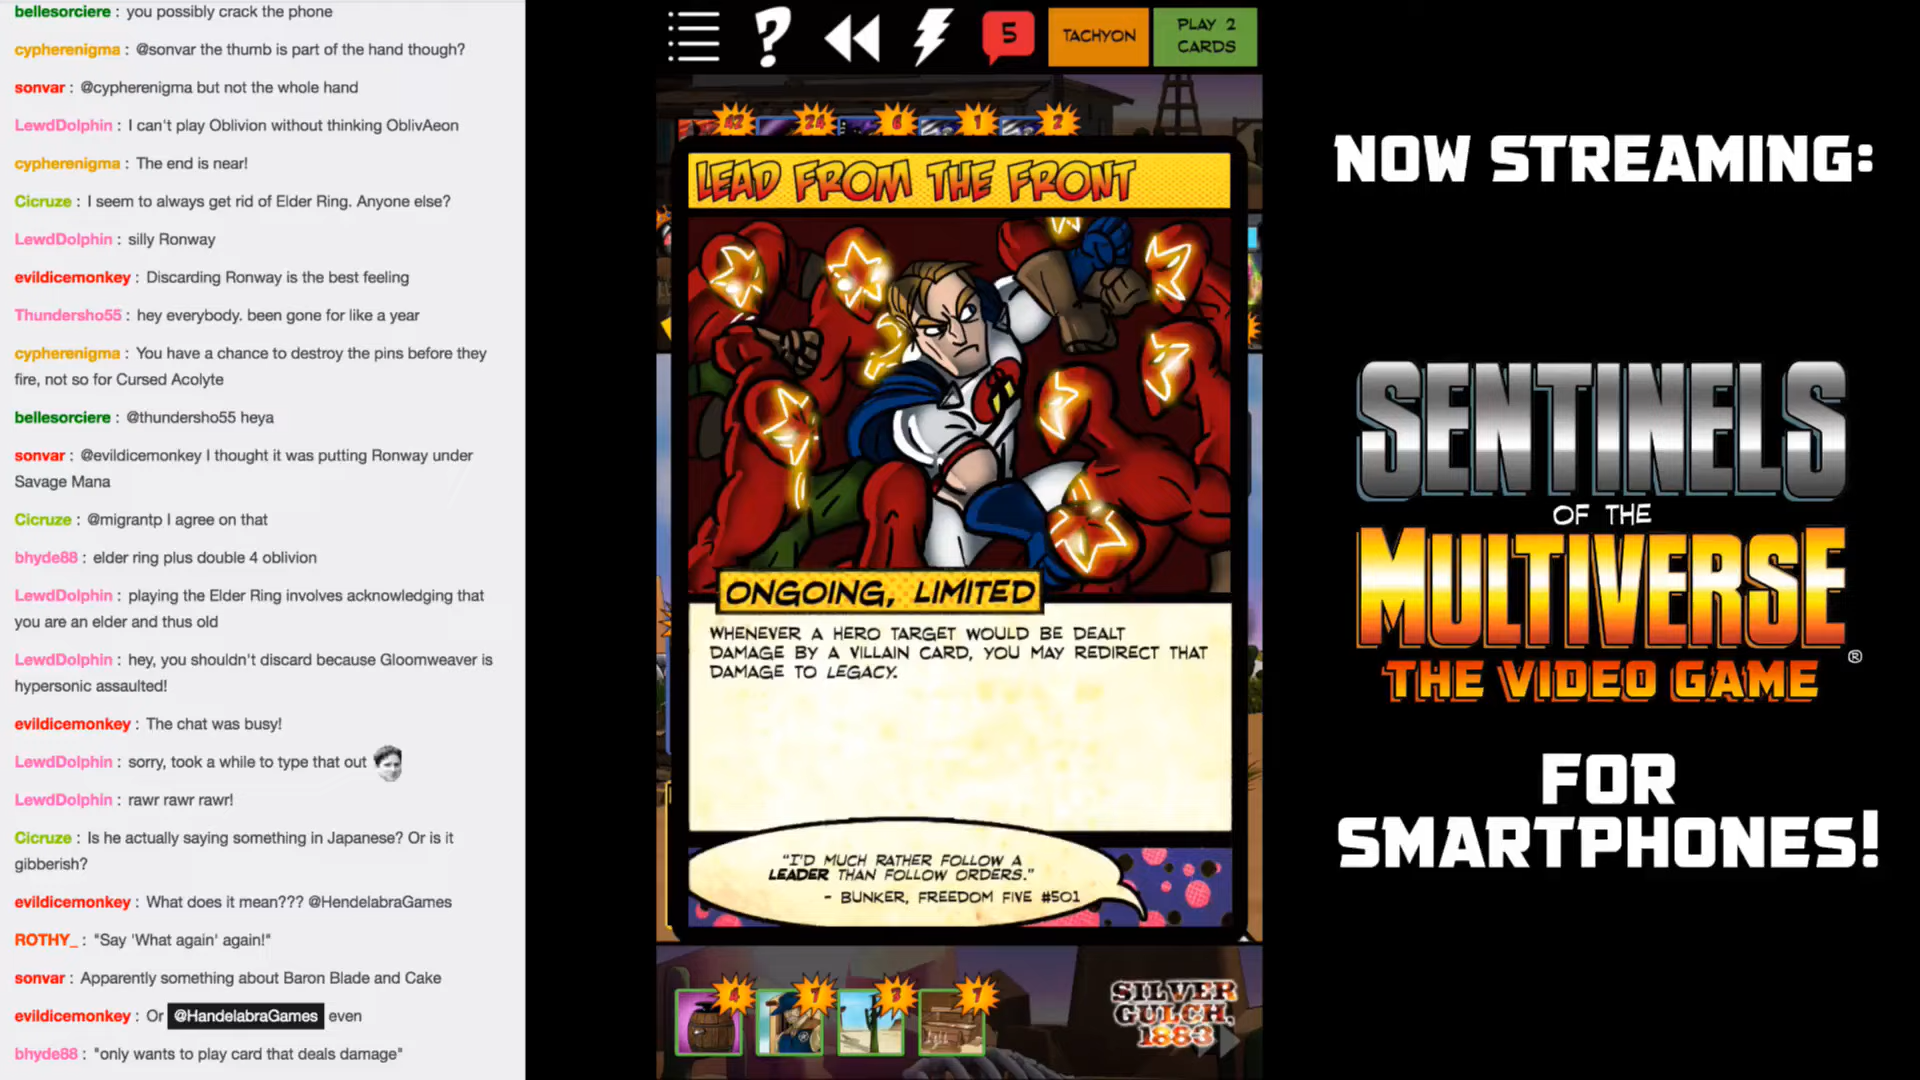 bellesorciere : you possibly crack the phone
cypherenigma : @sonvar the thumb is part of the hand though?
sonvar : @cypherenigma but not the whole hand
LewdDolphin : I can't play Oblivion without thinking OblivAeon
cypherenigma : The end is near!
Cicruze : I seem to always get rid of Elder Ring. Anyone else?
LewdDolphin : silly Ronway
evildicemonkey : Discarding Ronway is the best feeling
Thundersho55 : hey everybody. been gone for like a year
cypherenigma : You have a chance to destroy the pins before they
fire, not so for Cursed Acolyte
bellesorciere : @thundersho55 heya
sonvar : @evildicemonkey I thought it was putting Ronway under
Savage Mana
Cicruze : @migrantp I agree on that
bhyde88 : elder ring plus double 4 oblivion
LewdDolphin : playing the Elder Ring involves acknowledging that
you are an elder and thus old
LewdDolphin : hey, you shouldn't discard because Gloomweaver is
hypersonic assaulted!
evildicemonkey : The chat was busy!
LewdDolphin : sorry, took a while to type that out
LewdDolphin : rawr rawr rawr!
Cicruze : Is he actually saying something in Japanese? Or is it
gibberish?
evildicemonkey : What does it mean??? @HendelabraGames
ROTHY_ : "Say 'What again' again!"
sonvar : Apparently something about Baron Blade and Cake
evildicemonkey : Or @HandelabraGames even
bhyde88 : "only wants to play card that deals damage"
?
5
TACHYON
PLAY 2
CARDS
42
24
6
1
2
LEAD FROM THE FRONT
ONGOING, LIMITED
WHENEVER A HERO TARGET WOULD BE DEALT
DAMAGE BY A VILLAIN CARD, YOU MAY REDIRECT THAT
DAMAGE TO LEGACY.
"I'D MUCH RATHER FOLLOW A
LEADER THAN FOLLOW ORDERS."
- BUNKER, FREEDOM FIVE #501
4
7
7
SILVER
GULCH,
1883
NOW STREAMING:
SENTINELS
OF THE
MULTIVERSE
®
THE VIDEO GAME
FOR
SMARTPHONES!